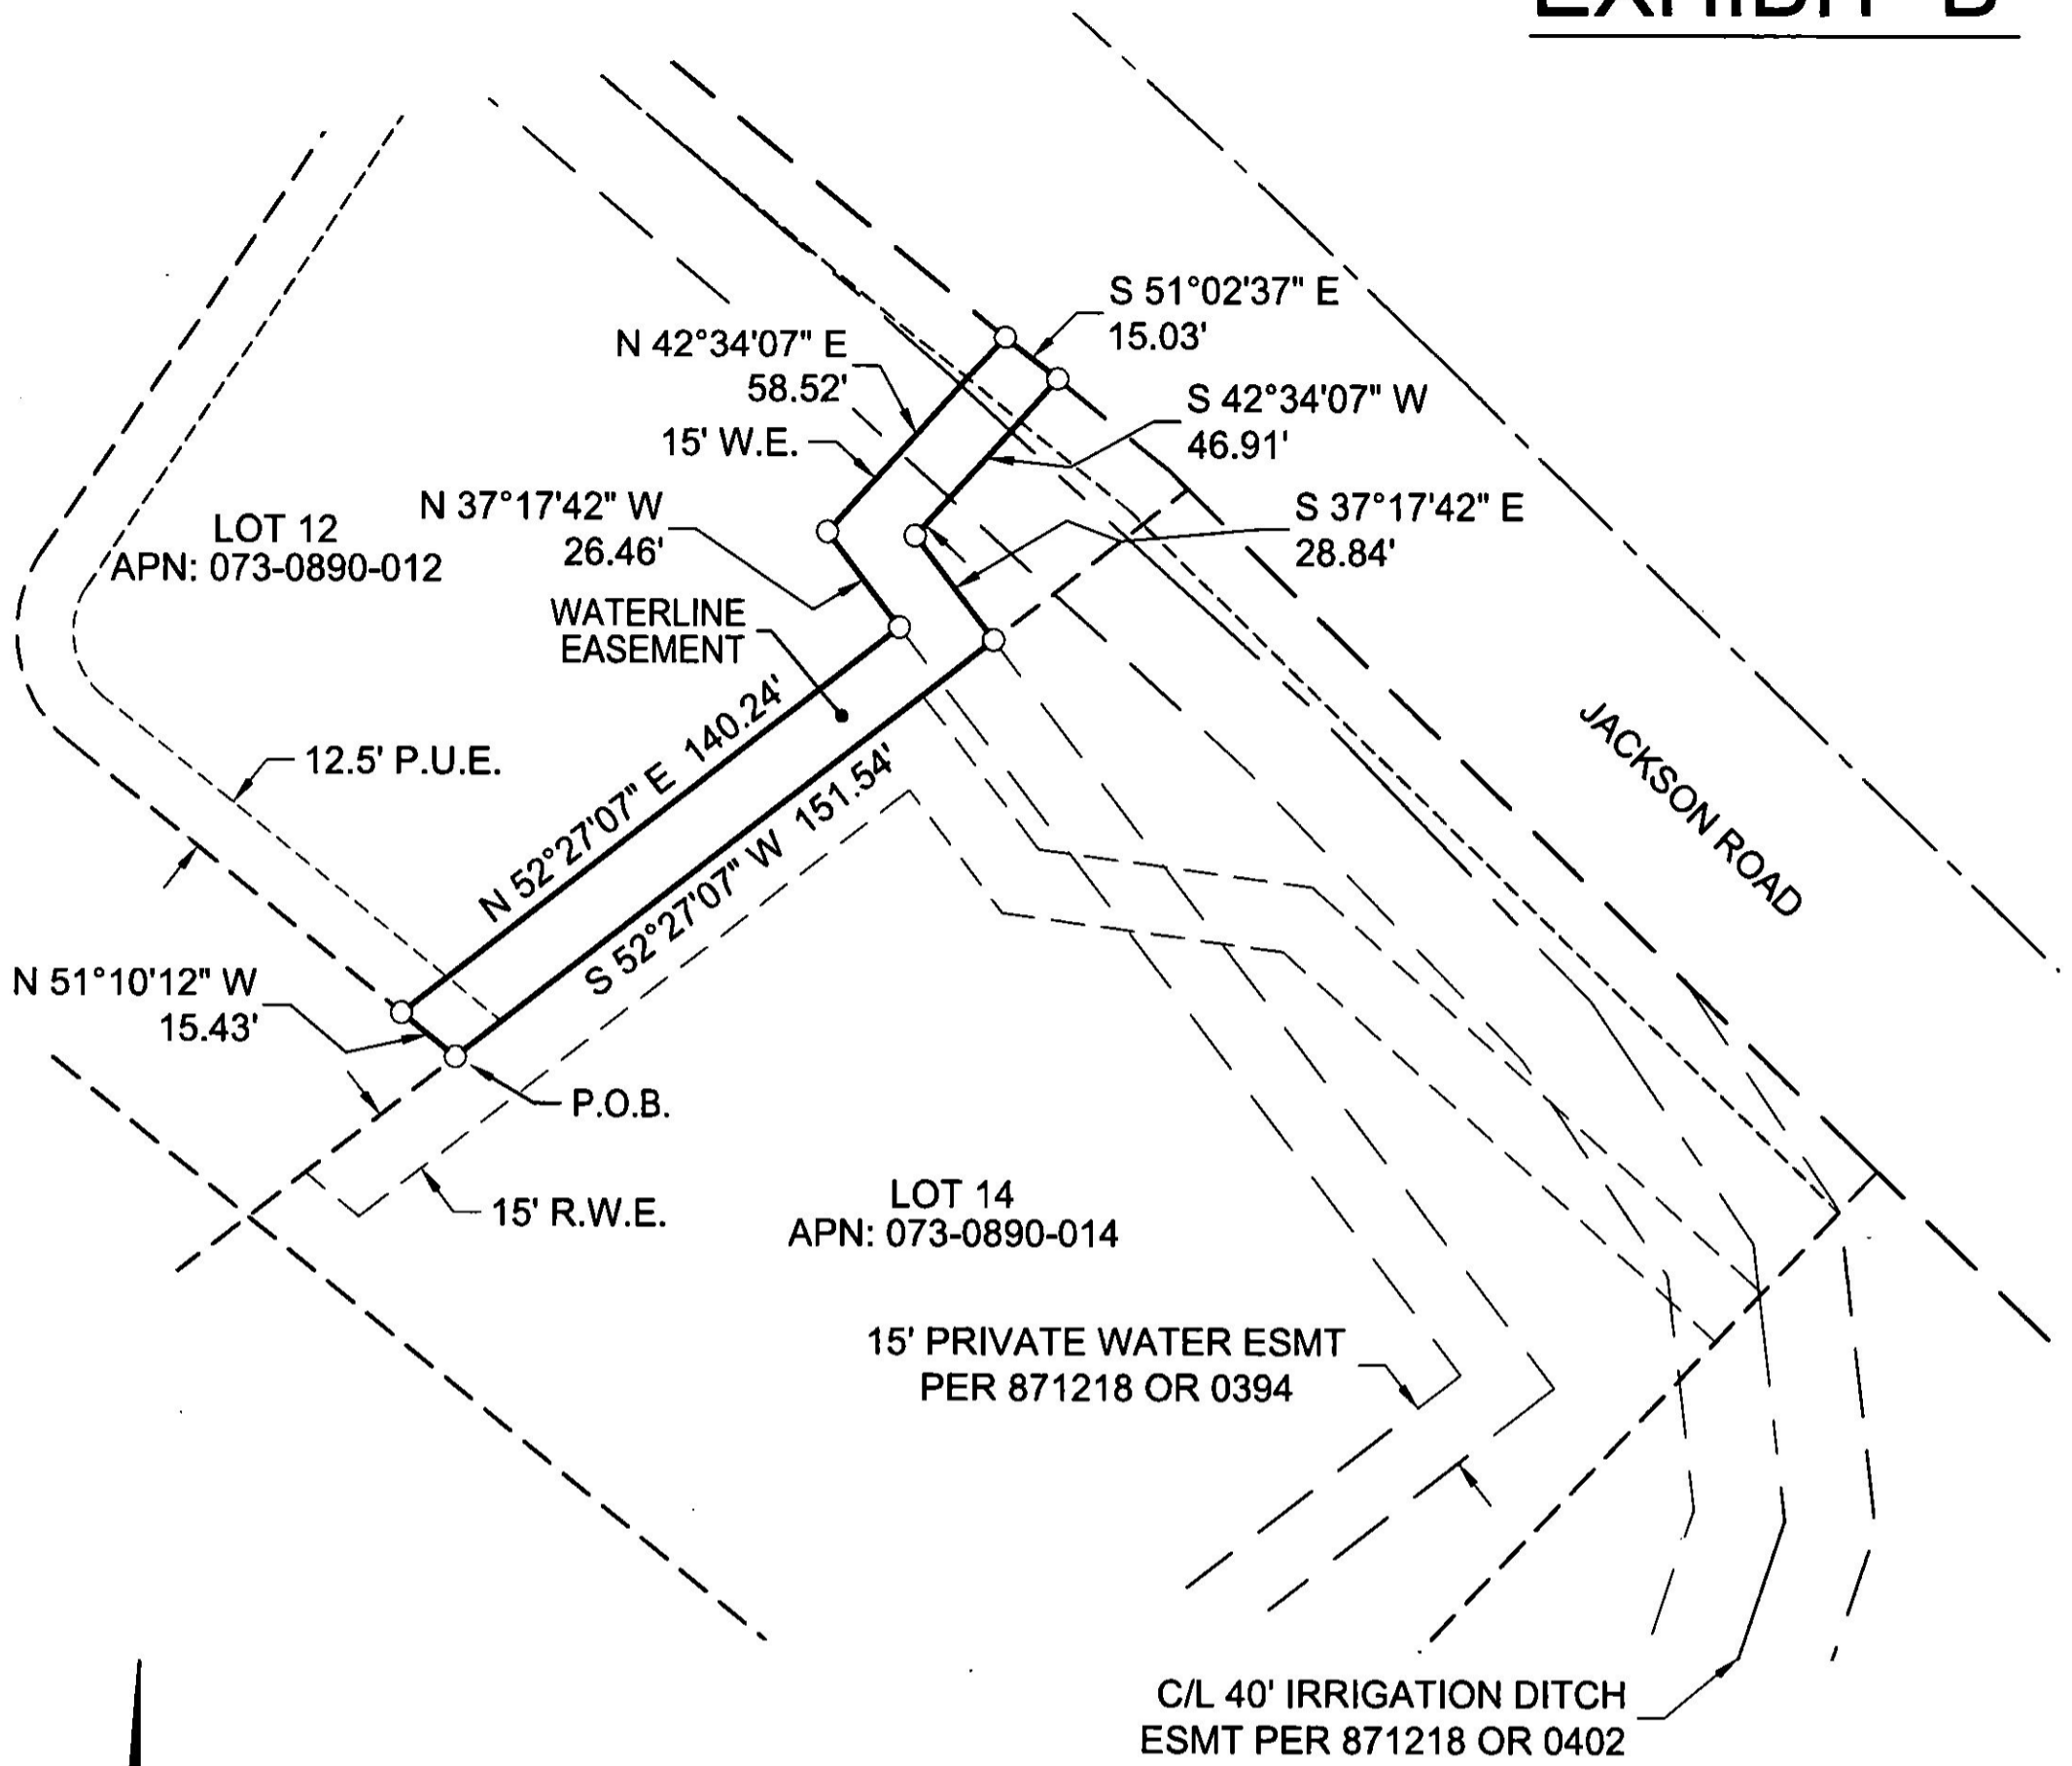 EXHIBIT "B"
S 51°02'37" E
15.03'
N 42°34'07" E
58.52'
S 42°34'07" W
46.91'
15' W.E.
N 37°17'42" W
26.46'
S 37°17'42" E
28.84'
LOT 12
APN: 073-0890-012
WATERLINE
EASEMENT
12.5' P.U.E.
N 52°27'07" E 140.24'
S 52°27'07" W 151.54'
JACKSON ROAD
N 51°10'12" W
15.43'
P.O.B.
15' R.W.E.
LOT 14
APN: 073-0890-014
15' PRIVATE WATER ESMT
PER 871218 OR 0394
C/L 40' IRRIGATION DITCH
ESMT PER 871218 OR 0402